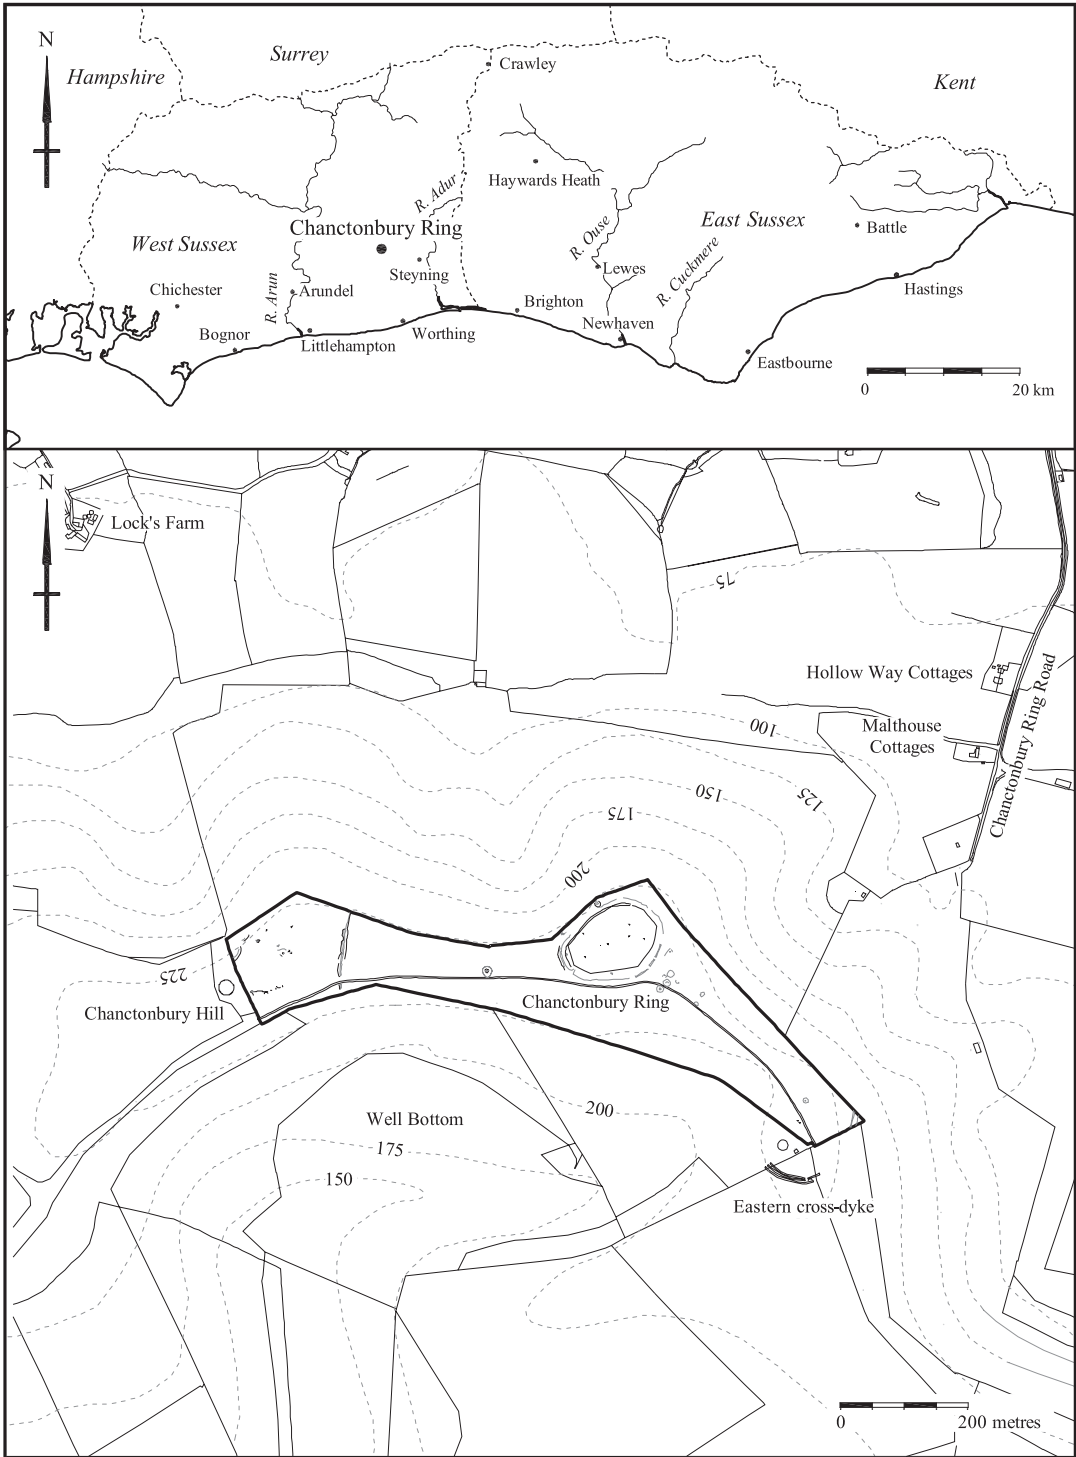 N
Surrey
Hampshire
Crawley
Kent
Haywards Heath
R. Adur
Chanctonbury Ring
West Sussex
East Sussex
R. Ouse
Battle
Steyning
Lewes
R. Cuckmere
Chichester
R. Arun
Arundel
Hastings
Brighton
Bognor
Worthing
Newhaven
Littlehampton
Eastbourne
0
20 km
N
Lock's Farm
75
Hollow Way Cottages
Chanctonbury Ring Road
100
Malthouse
Cottages
150
125
175
200
225
Chanctonbury Ring
Chanctonbury Hill
Well Bottom
200
175
150
Eastern cross-dyke
0
200 metres